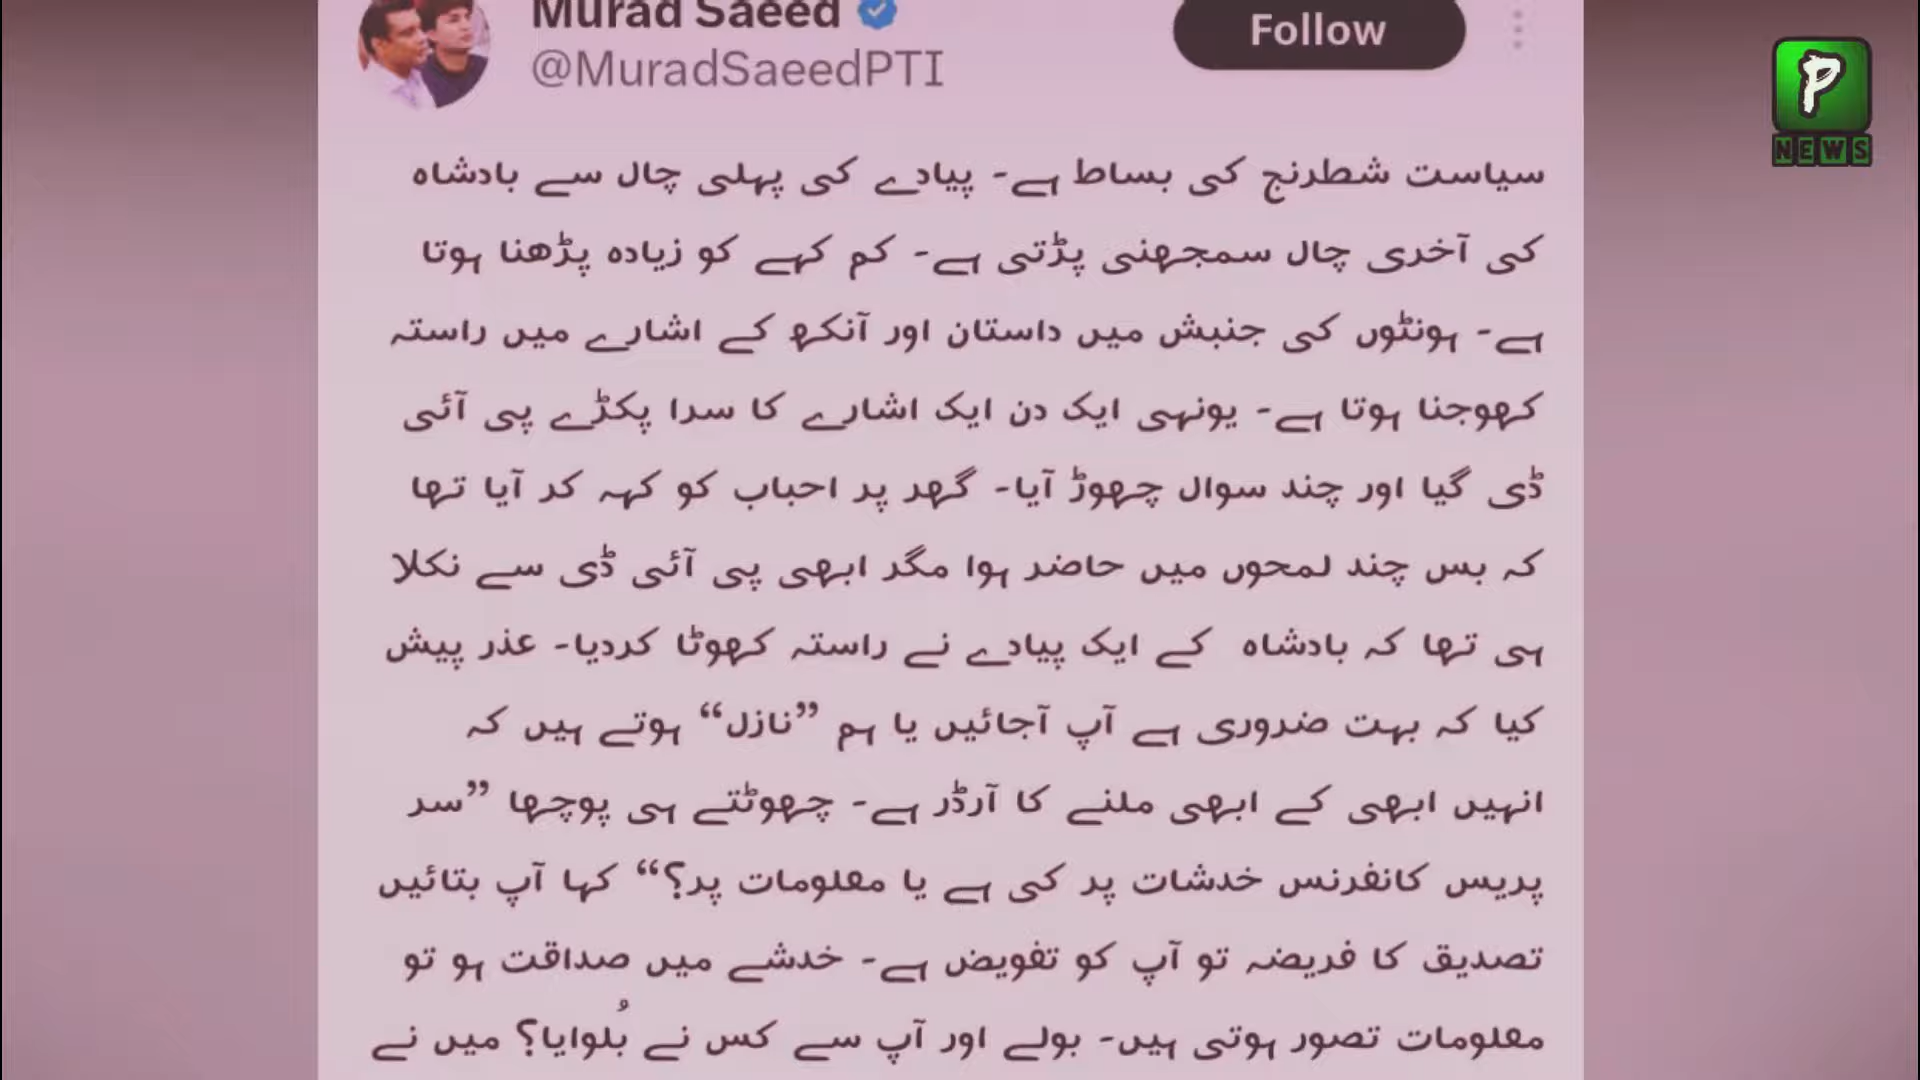 Murad Saeed
@MuradSaeedPTI
Follow
P
NEWS
سیاست شطرنج کی بساط ہے۔ پیادے کی پہلی چال سے بادشاہ
کی آخری چال سمجھنی پڑتی ہے۔ کم کہے کو زیادہ پڑھنا ہوتا
ہے۔ ہونٹوں کی جنبش میں داستان اور آنکھ کے اشارے میں راستہ
کھوجنا ہوتا ہے۔ یونہی ایک دن ایک اشارے کا سرا پکڑے پی آئی
ڈی گیا اور چند سوال چھوڑ آیا۔ گھر پر احباب کو کہہ کر آیا تھا
کہ بس چند لمحوں میں حاضر ہوا مگر ابھی پی آئی ڈی سے نکلا
ہی تھا کہ بادشاہ کے ایک پیادے نے راستہ کھوٹا کردیا۔ عذر پیش
کیا کہ بہت ضروری ہے آپ آجائیں یا ہم ”نازل“ ہوتے ہیں کہ
انہیں ابھی کے ابھی ملنے کا آرڈر ہے۔ چھوٹتے ہی پوچھا ”سر
پریس کانفرنس خدشات پر کی ہے یا معلومات پر؟“ کہا آپ بتائیں
تصدیق کا فریضہ تو آپ کو تفویض ہے۔ خدشے میں صداقت ہو تو
معلومات تصور ہوتی ہیں۔ بولے اور آپ سے کس نے بُلوایا؟ میں نے